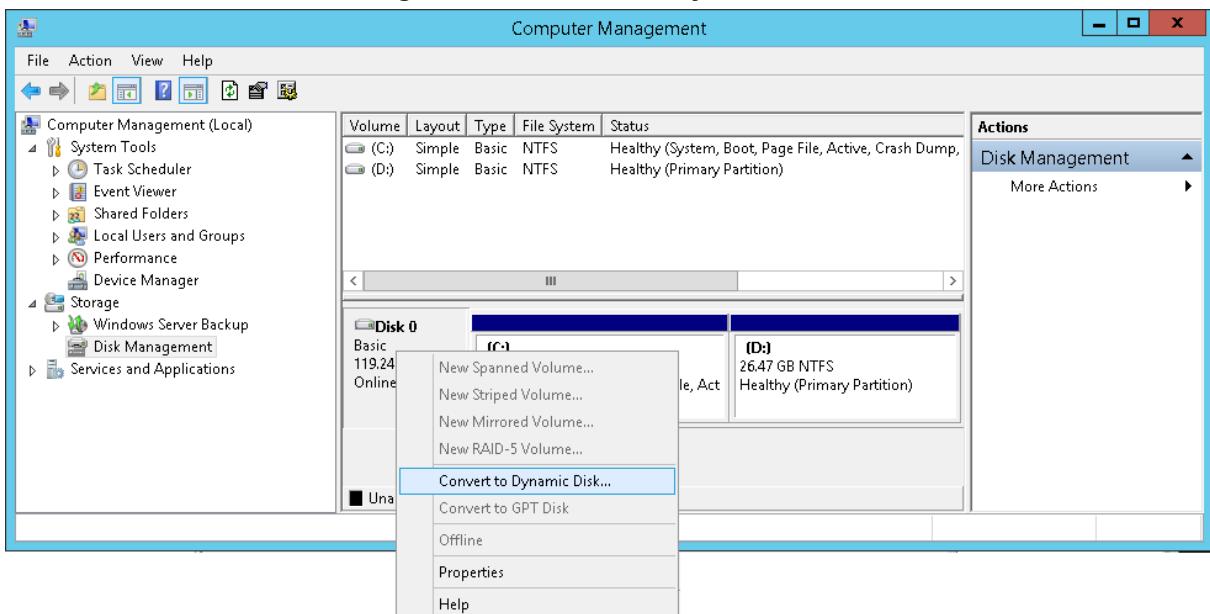 Computer Management
File Action View Help
Computer Management (Local)
System Tools
Task Scheduler
Event Viewer
Shared Folders
Local Users and Groups
Performance
Device Manager
Storage
Windows Server Backup
Disk Management
Services and Applications
Volume Layout Type File System Status
(C:) Simple Basic NTFS Healthy (System, Boot, Page File, Active, Crash Dump,
(D:) Simple Basic NTFS Healthy (Primary Partition)
Disk 0
Basic
119.24
Online
le, Act
(D:)
26.47 GB NTFS
Healthy (Primary Partition)
Una
New Spanned Volume...
New Striped Volume...
New Mirrored Volume...
New RAID-5 Volume...
Convert to Dynamic Disk...
Convert to GPT Disk
Offline
Properties
Help
Actions
Disk Management
More Actions